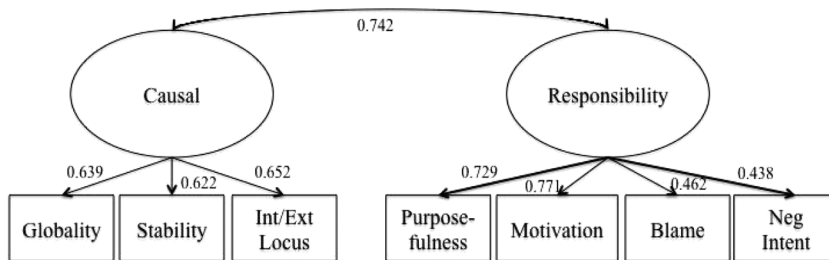 0.742
Causal
Responsibility
0.639
0.622
0.652
0.729
0.771
0.462
0.438
Globality
Stability
Int/Ext
Locus
Purpose-
fulness
Motivation
Blame
Neg
Intent